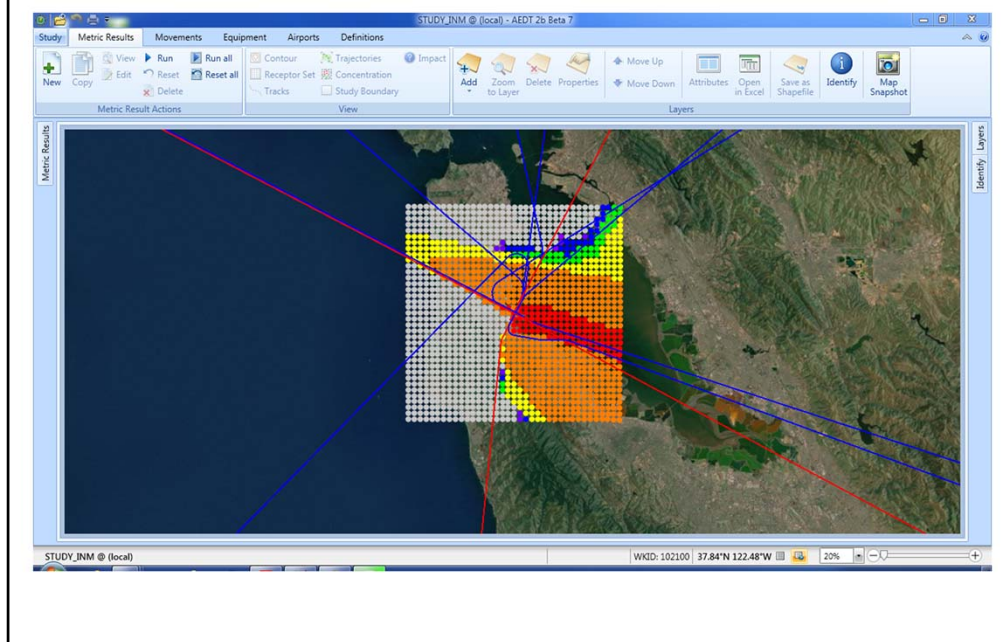 STUDY_INM @ (local) - AEDT 2b Beta 7
Study Metric Results Movements Equipment Airports Definitions
New
Copy
View
Edit
Run
Reset
Delete
Run all
Reset all
Metric Result Actions
Contour
Receptor Set
Tracks
Trajectories
Concentration
Study Boundary
Impact
View
Add
Zoom to Layer
Delete
Properties
Move Up
Move Down
Attributes
Open in Excel
Save as Shapefile
Identify
Map Snapshot
Layers
Metric Results
Layers
Identify
STUDY_INM @ (local)
WKID: 102100 37.84°N 122.48°W 20%